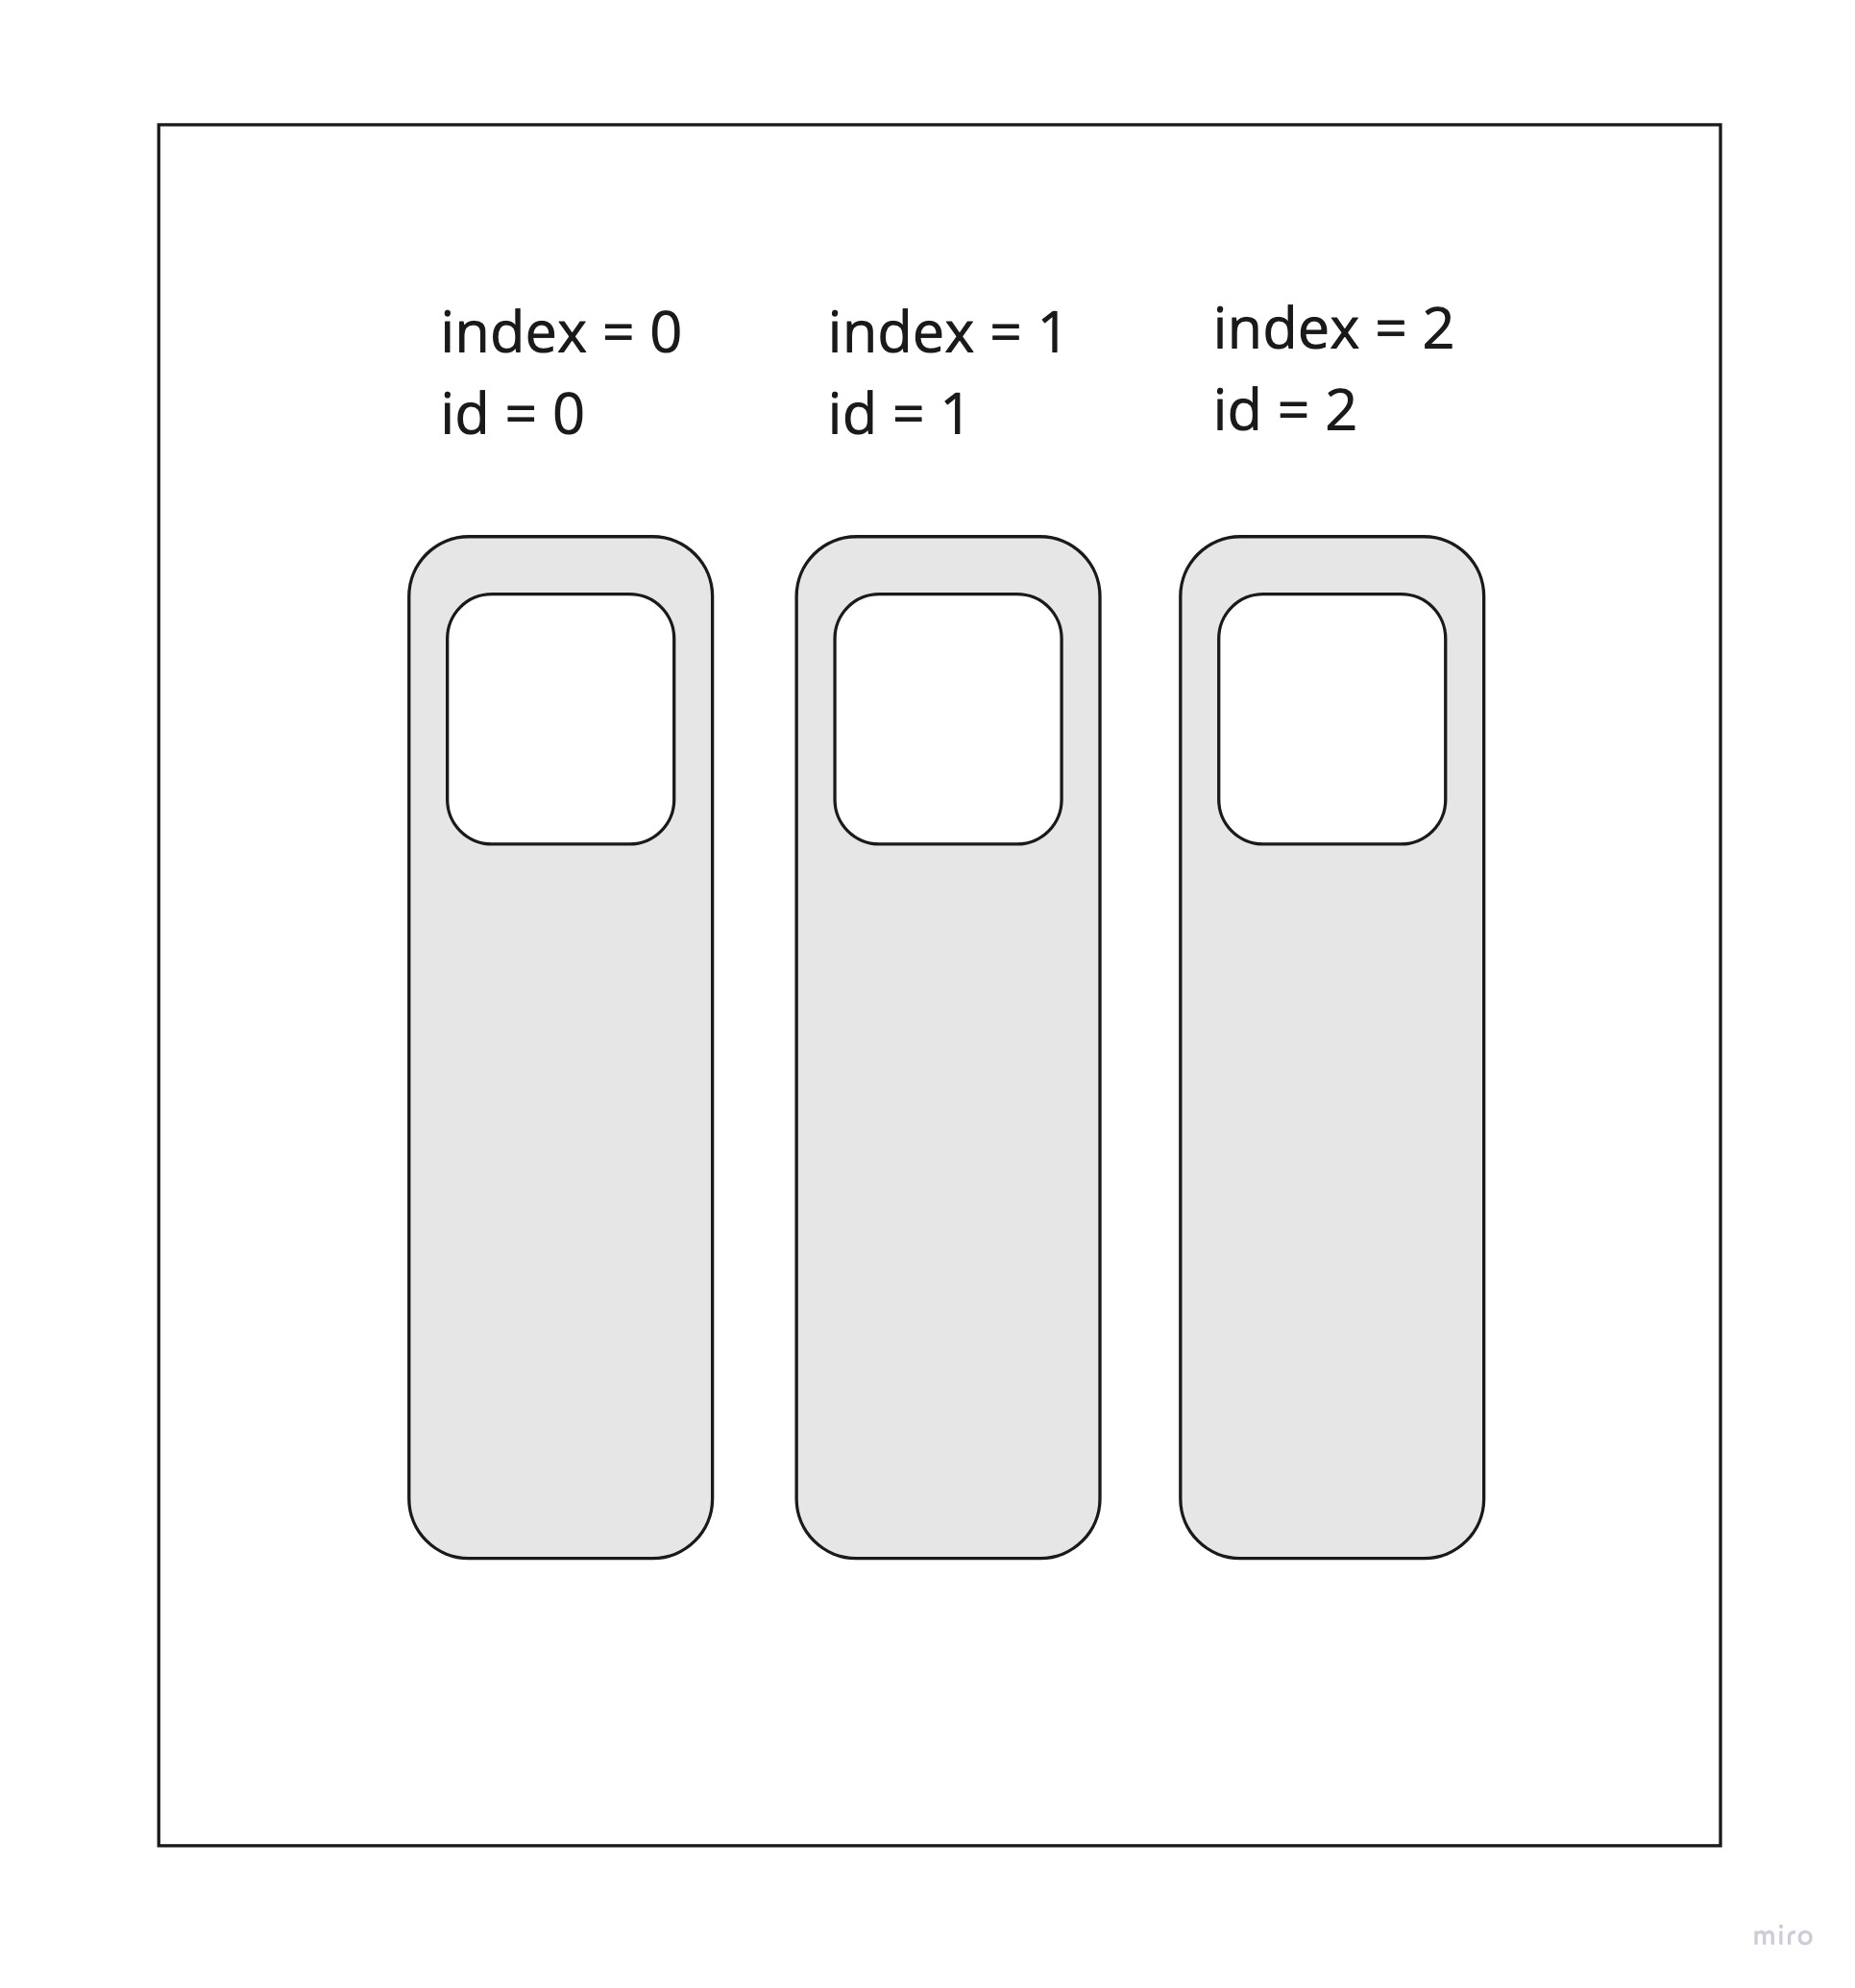 index = 0
id = 0
index = 1
id = 1
index = 2
id = 2
miro